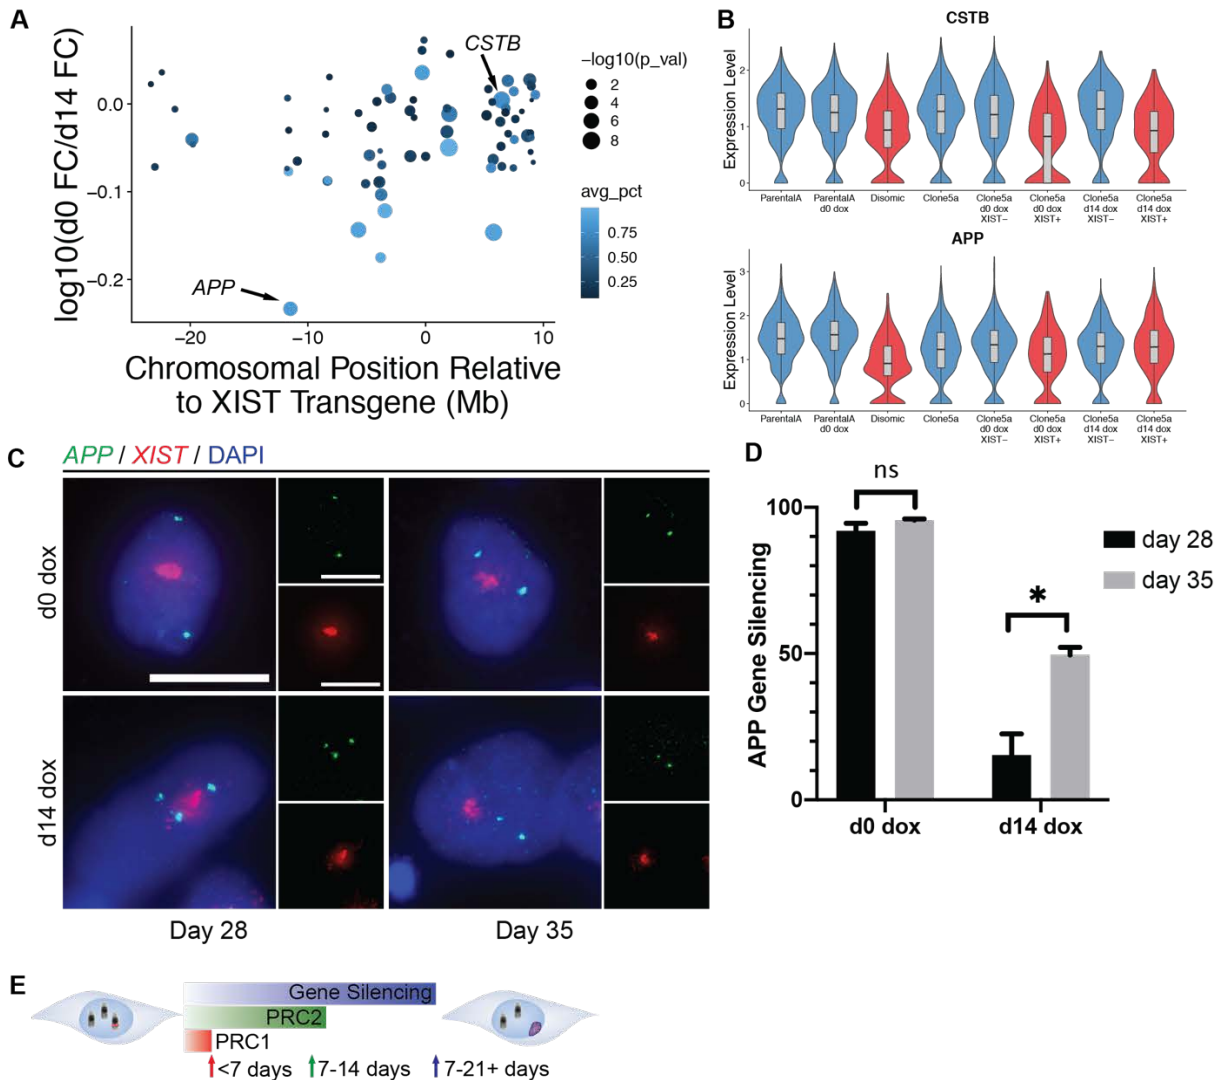 A
log10(d0 FC/d14 FC)
0.0
−0.1
−0.2
CSTB
APP
−20
−10
0
10
Chromosomal Position Relative
to XIST Transgene (Mb)
−log10(p_val)
2
4
6
8
avg_pct
0.75
0.50
0.25
B
CSTB
Expression Level
2
1
0
ParentalA
ParentalA
d0 dox
Disomic
Clone5a
Clone5a
d0 dox
XIST−
Clone5a
d0 dox
XIST+
Clone5a
d14 dox
XIST−
Clone5a
d14 dox
XIST+
APP
Expression Level
3
2
1
0
ParentalA
ParentalA
d0 dox
Disomic
Clone5a
Clone5a
d0 dox
XIST−
Clone5a
d0 dox
XIST+
Clone5a
d14 dox
XIST−
Clone5a
d14 dox
XIST+
C
APP / XIST / DAPI
d0 dox
d14 dox
Day 28
Day 35
D
APP Gene Silencing
100
50
0
ns
*
day 28
day 35
d0 dox
d14 dox
E
Gene Silencing
PRC2
PRC1
<7 days
7-14 days
7-21+ days